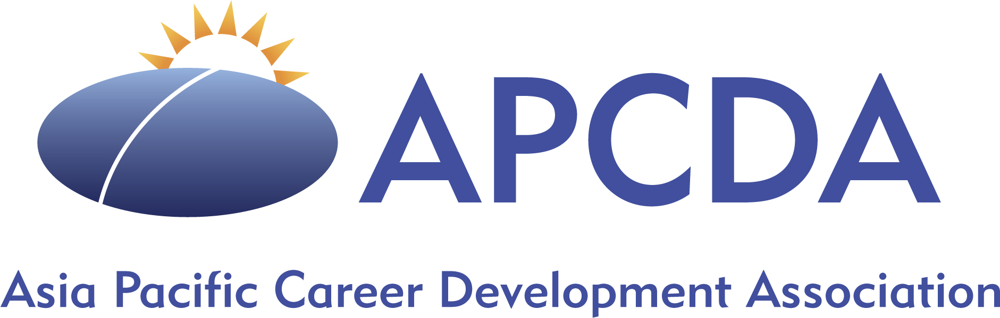 APCDA
Asia Pacific Career Development Association